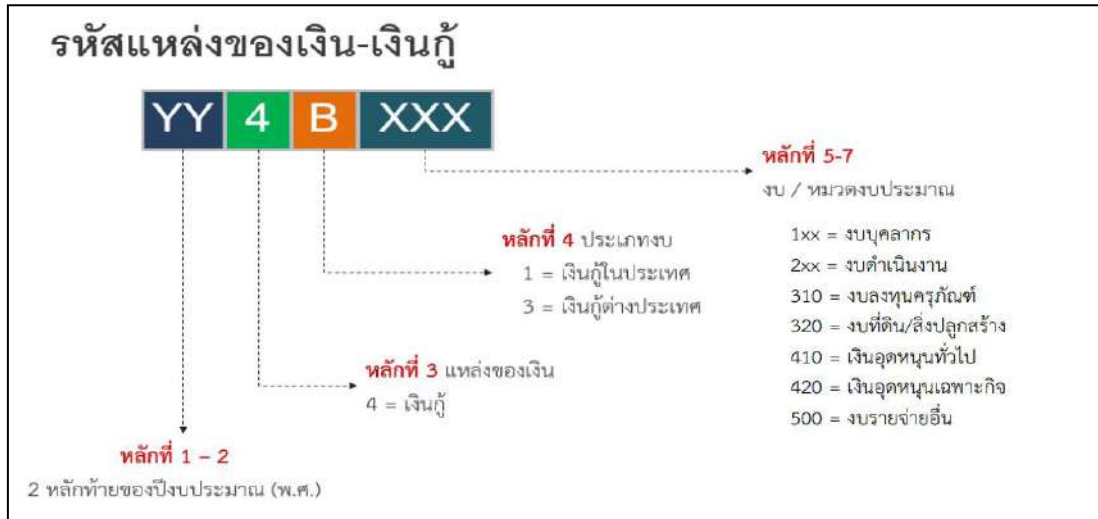 รหัสแหล่งของเงิน-เงินกู้
YY 4 B XXX
หลักที่ 5-7
งบ / หมวดงบประมาณ
1xx = งบบุคลากร
2xx = งบดำเนินงาน
310 = งบลงทุนครุภัณฑ์
320 = งบที่ดิน/สิ่งปลูกสร้าง
410 = เงินอุดหนุนทั่วไป
420 = เงินอุดหนุนเฉพาะกิจ
500 = งบรายจ่ายอื่น
หลักที่ 4 ประเภทงบ
1 = เงินกู้ในประเทศ
3 = เงินกู้ต่างประเทศ
หลักที่ 3 แหล่งของเงิน
4 = เงินกู้
หลักที่ 1 – 2
2 หลักท้ายของปีงบประมาณ (พ.ศ.)